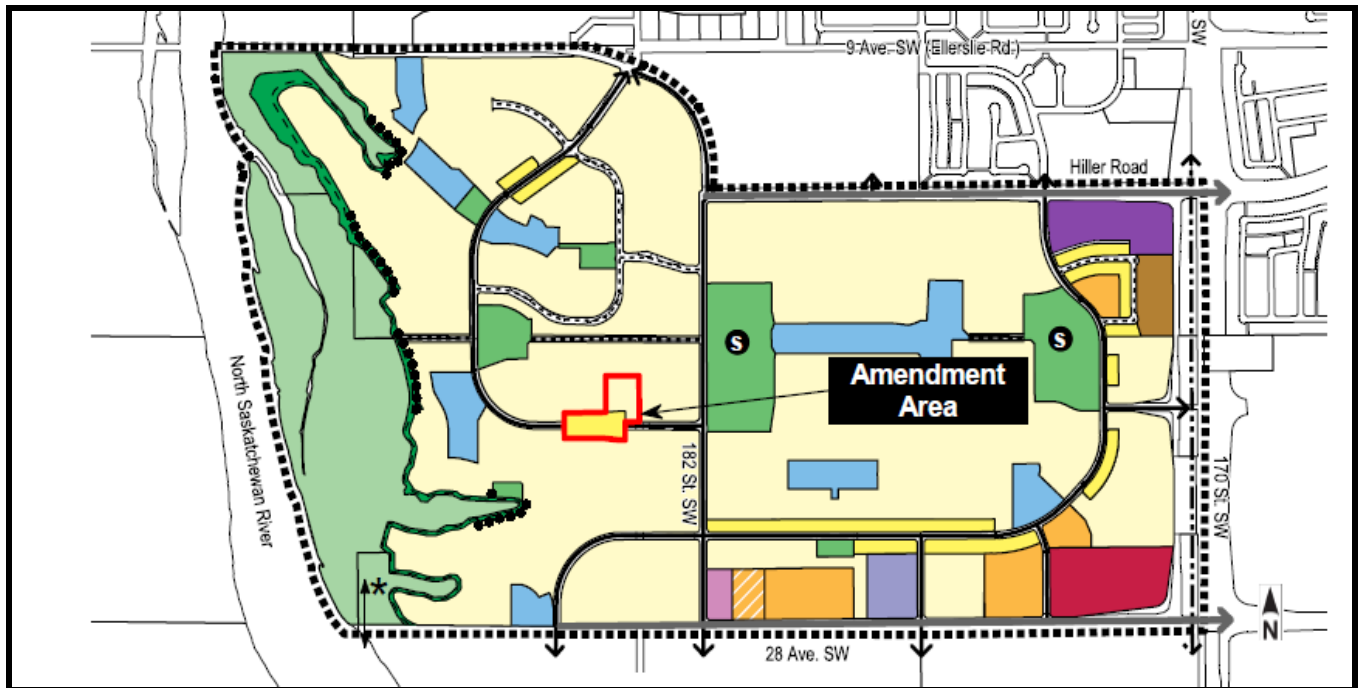 SW
9 Ave. SW (Ellerslie Rd.)
Hiller Road
S
S
Amendment
Area
North Saskatchewan River
182 St. SW
170 St. SW
*
28 Ave. SW
N